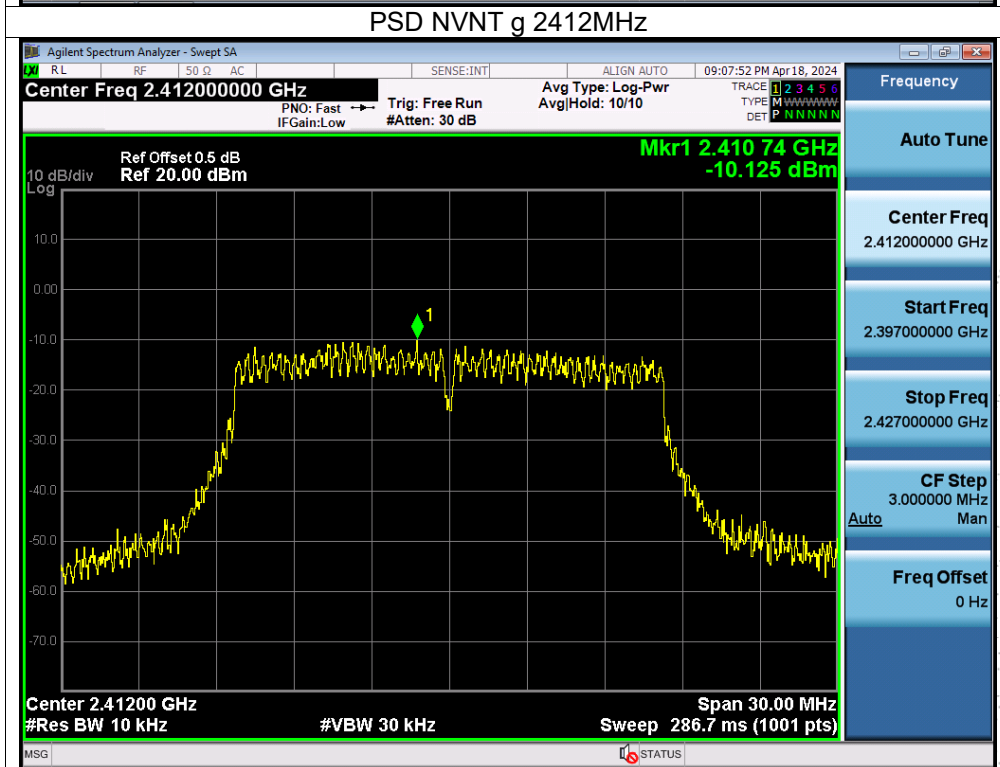 PSD NVNT g 2412MHz
Agilent Spectrum Analyzer - Swept SA
LXI RL RF 50 Ω AC SENSE:INT ALIGN AUTO 09:07:52 PM Apr 18, 2024
Center Freq 2.412000000 GHz
PNO: Fast
IFGain:Low
Trig: Free Run
#Atten: 30 dB
Avg Type: Log-Pwr
Avg|Hold: 10/10
TRACE 1 2 3 4 5 6
TYPE M WWWWW
DET P N N N N N
Mkr1 2.410 74 GHz
-10.125 dBm
Ref Offset 0.5 dB
10 dB/div Ref 20.00 dBm
Log
1
10.0
0.00
-10.0
-20.0
-30.0
-40.0
-50.0
-60.0
-70.0
Center 2.41200 GHz Span 30.00 MHz
#Res BW 10 kHz #VBW 30 kHz Sweep 286.7 ms (1001 pts)
MSG STATUS
Frequency
Auto Tune
Center Freq
2.412000000 GHz
Start Freq
2.397000000 GHz
Stop Freq
2.427000000 GHz
CF Step
3.000000 MHz
Auto Man
Freq Offset
0 Hz